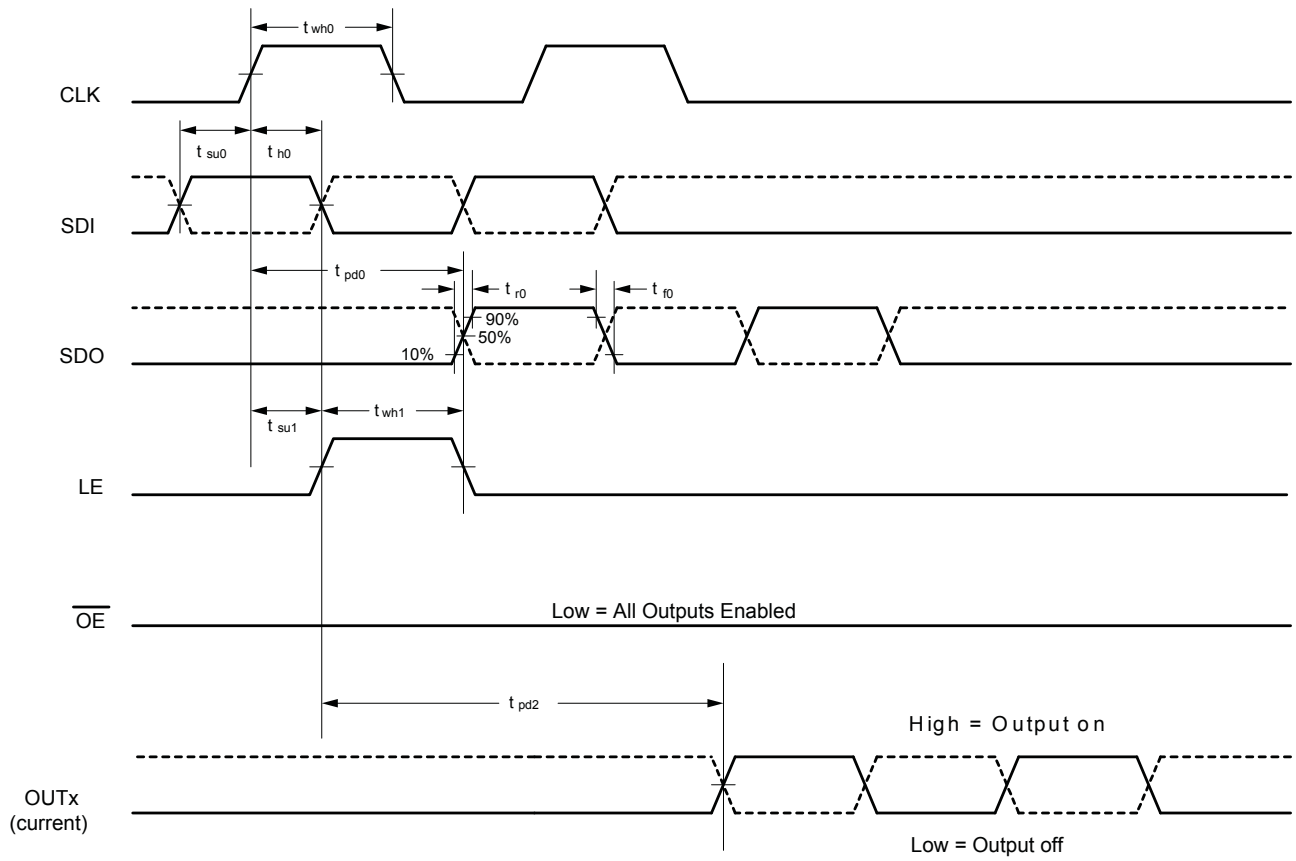 t wh0
CLK
t su0
t h0
SDI
t pd0
t r0
t f0
90%
50%
10%
SDO
t su1
t wh1
LE
OE
Low = All Outputs Enabled
t pd2
High = Output on
OUTx
(current)
Low = Output off